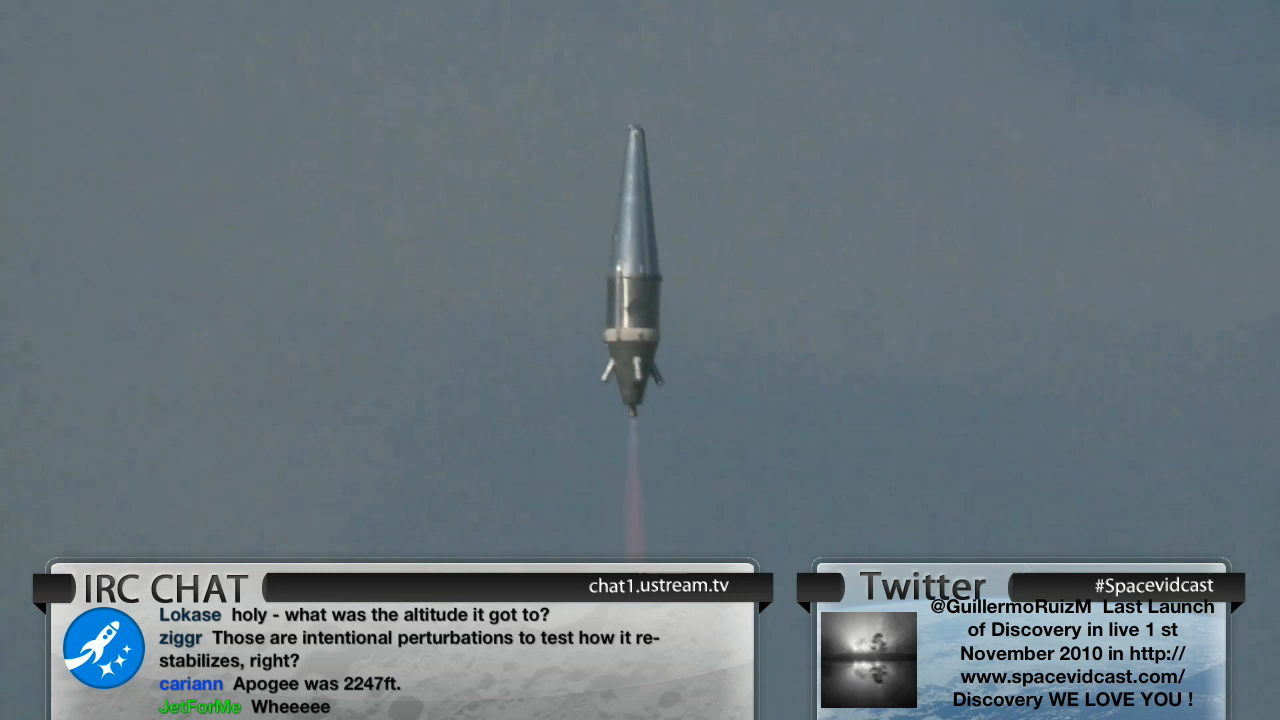 IRC CHAT
chat1.ustream.tv
Lokase holy - what was the altitude it got to?
ziggr Those are intentional perturbations to test how it re-
stabilizes, right?
cariann Apogee was 2247ft.
JetForMe Wheeeee
Twitter
#Spacevidcast
@GuillermoRuizM Last Launch
of Discovery in live 1 st
November 2010 in http://
www.spacevidcast.com/
Discovery WE LOVE YOU !